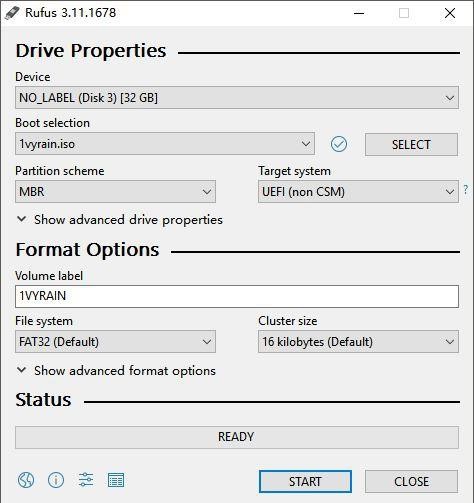 Rufus 3.11.1678
Drive Properties
Device
NO_LABEL (Disk 3) [32 GB]
Boot selection
1vyrain.iso
SELECT
Partition scheme
Target system
MBR
UEFI (non CSM)
?
Show advanced drive properties
Format Options
Volume label
1VYRAIN
File system
Cluster size
FAT32 (Default)
16 kilobytes (Default)
Show advanced format options
Status
READY
START
CLOSE